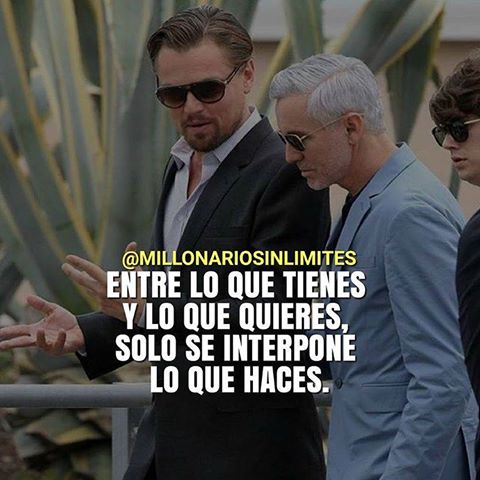 @MILLONARIOSINLIMITES
ENTRE LO QUE TIENES
Y LO QUE QUIERES,
SOLO SE INTERPONE
LO QUE HACES.